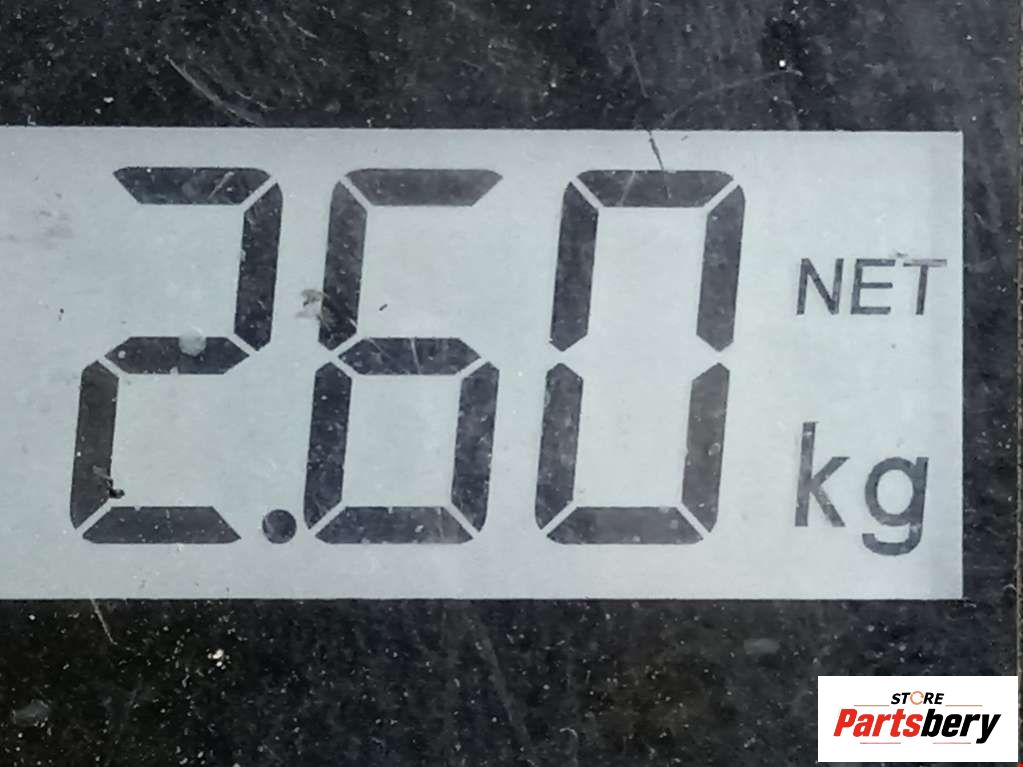 2.60 NET
kg
STORE
Partsbery